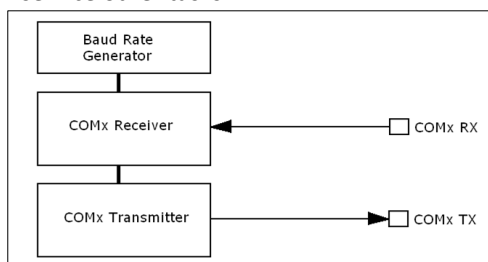 Baud Rate
Generator
COMx Receiver
COMx RX
COMx Transmitter
COMx TX